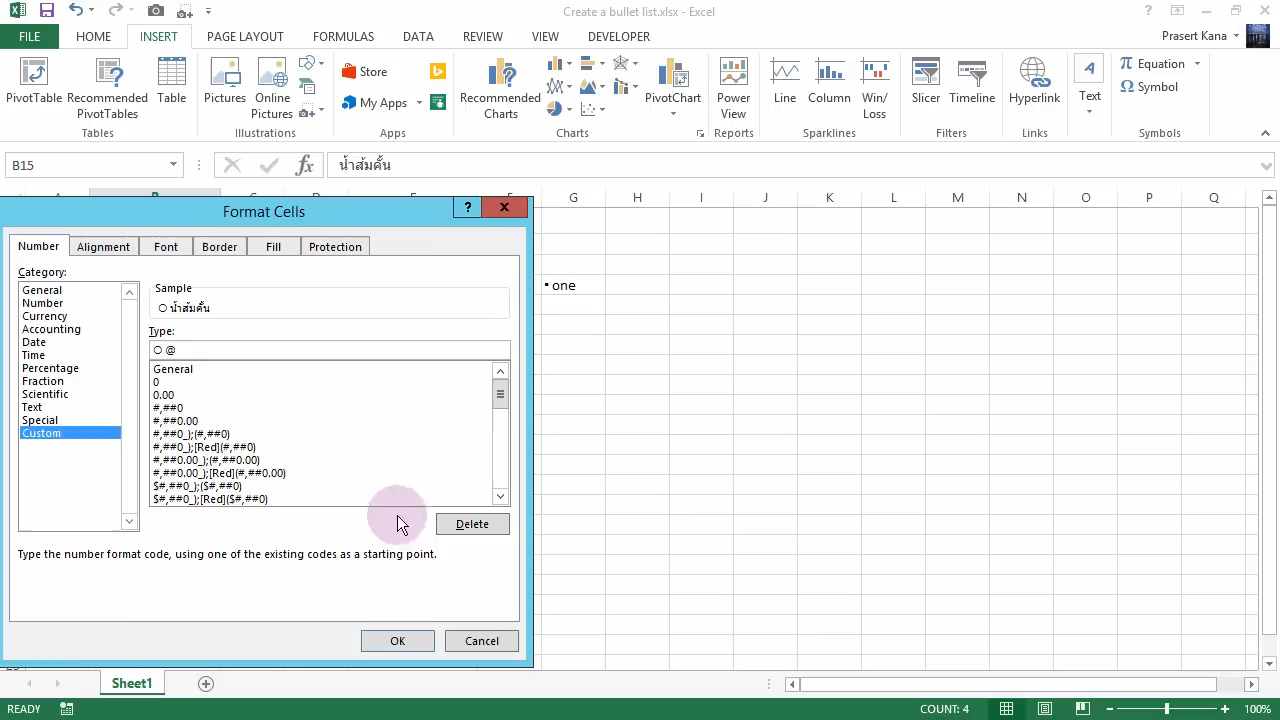 Create a bullet list.xlsx - Excel
FILE HOME INSERT PAGE LAYOUT FORMULAS DATA REVIEW VIEW DEVELOPER Prasert Kana
PivotTable Recommended PivotTables Table Pictures Online Pictures Store My Apps Recommended Charts PivotChart Power View Line Column Win/Loss Slicer Timeline Hyperlink Text Equation Symbol
Tables Illustrations Apps Charts Reports Sparklines Filters Links Symbols
B15 fx น้ำส้มคั้น
G H I J K L M N O P Q
Format Cells
Number Alignment Font Border Fill Protection
Category:
General
Number
Currency
Accounting
Date
Time
Percentage
Fraction
Scientific
Text
Special
Custom
Sample
○ น้ำส้มคั้น
Type:
○ @
General
0
0.00
#,##0
#,##0.00
#,##0_);(#,##0)
#,##0_);[Red](#,##0)
#,##0.00_);(#,##0.00)
#,##0.00_);[Red](#,##0.00)
$#,##0_);($#,##0)
$#,##0_);[Red]($#,##0)
Delete
Type the number format code, using one of the existing codes as a starting point.
OK Cancel
▪ one
Sheet1
READY COUNT: 4 100%